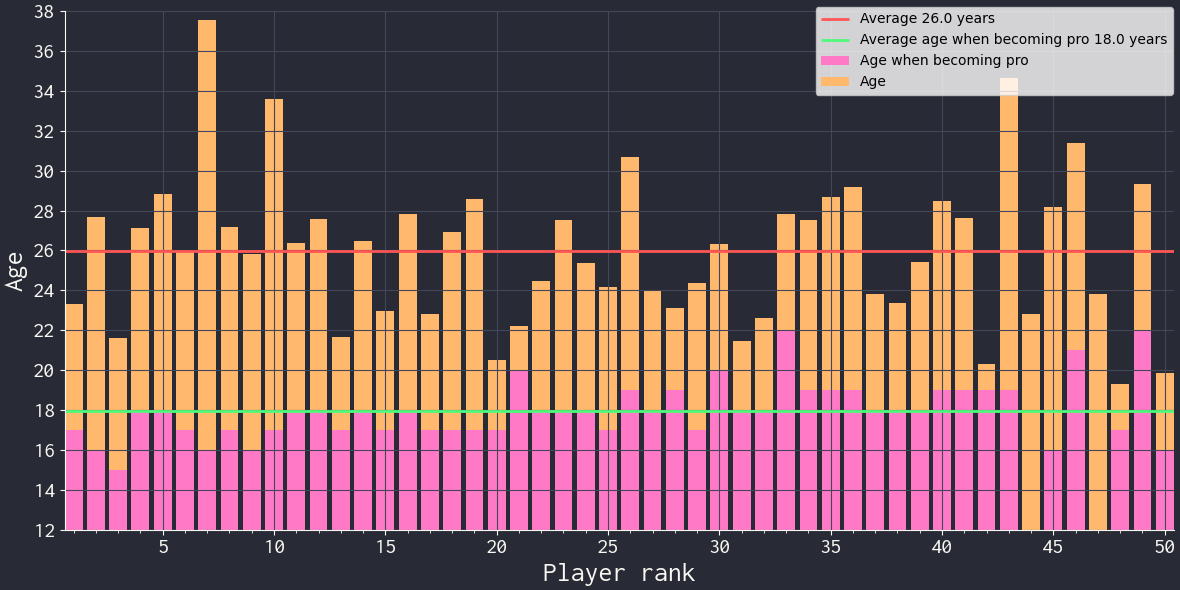 38
36
34
32
30
28
26
24
22
20
18
16
14
12
Age
Average 26.0 years
Average age when becoming pro 18.0 years
Age when becoming pro
Age
5 10 15 20 25 30 35 40 45 50
Player rank